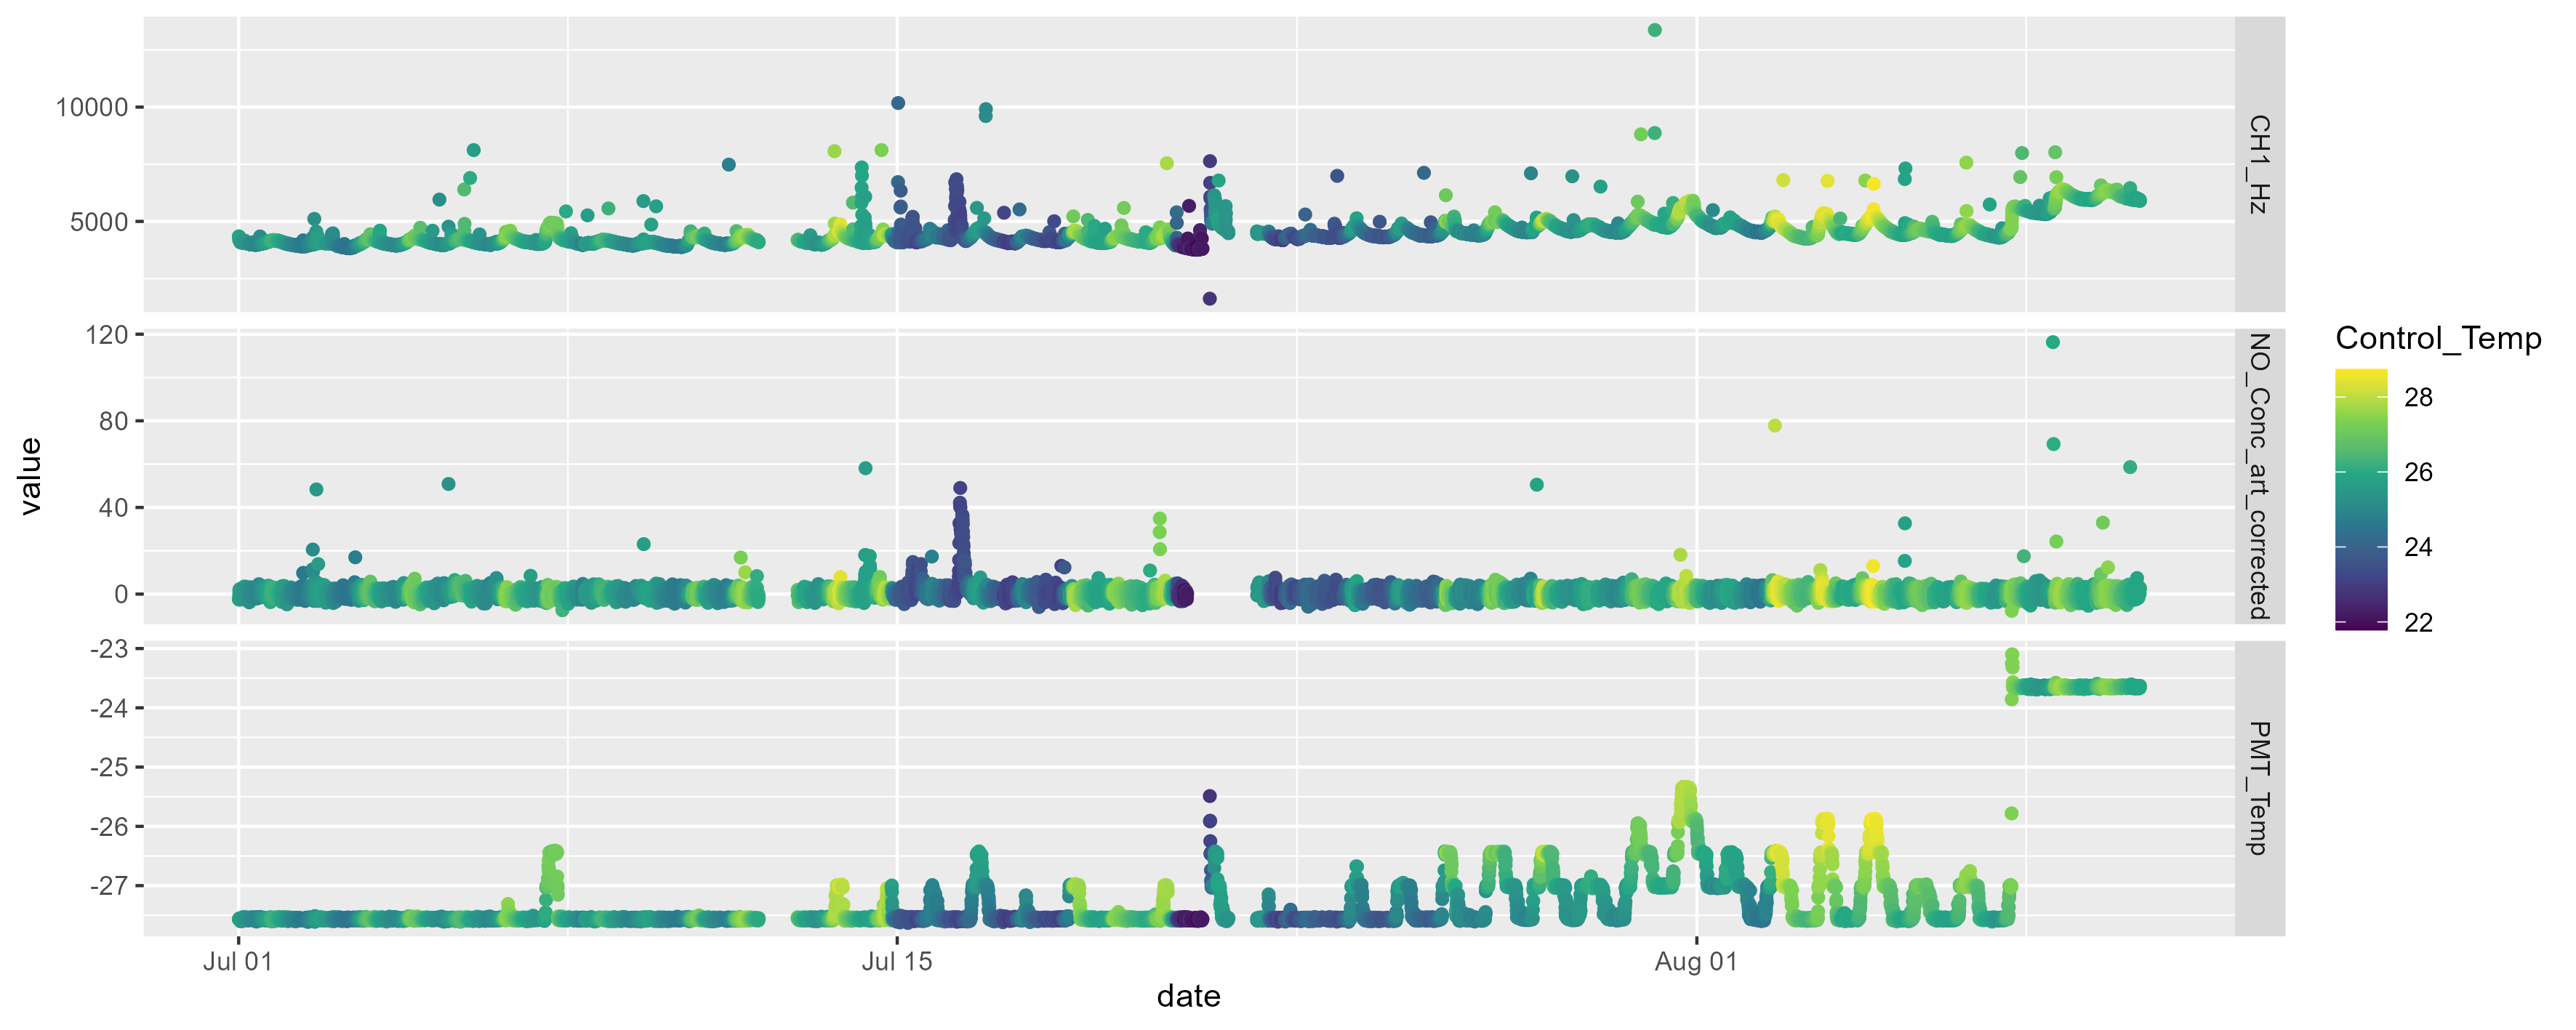 10000
5000
CH1_Hz
120
80
40
0
NO_Conc_art_corrected
-23
-24
-25
-26
-27
PMT_Temp
value
Jul 01
Jul 15
Aug 01
date
Control_Temp
28
26
24
22